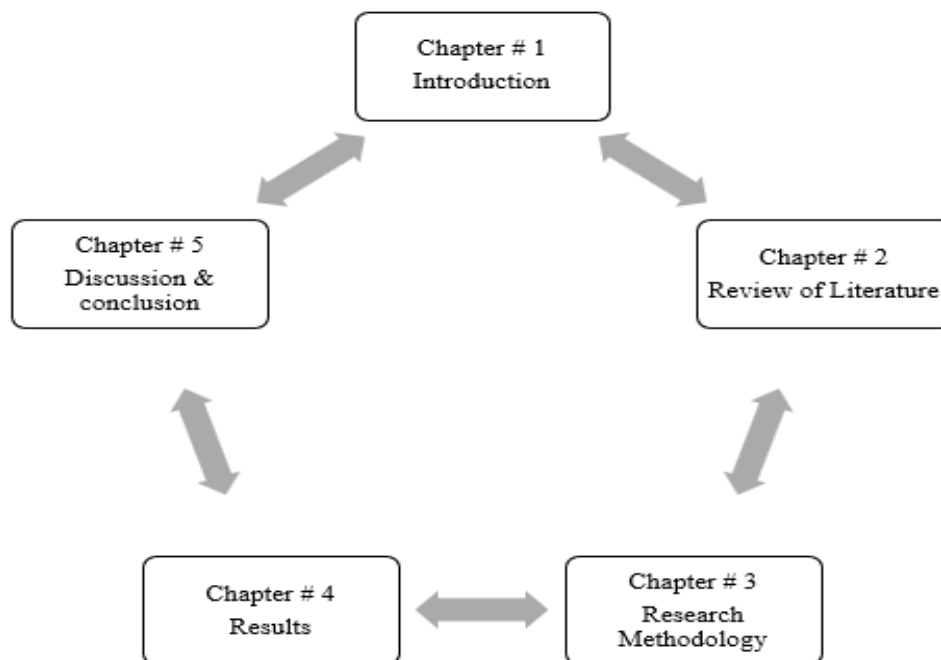 Chapter # 1
Introduction
Chapter # 5
Discussion &
conclusion
Chapter # 2
Review of Literature
Chapter # 4
Results
Chapter # 3
Research
Methodology